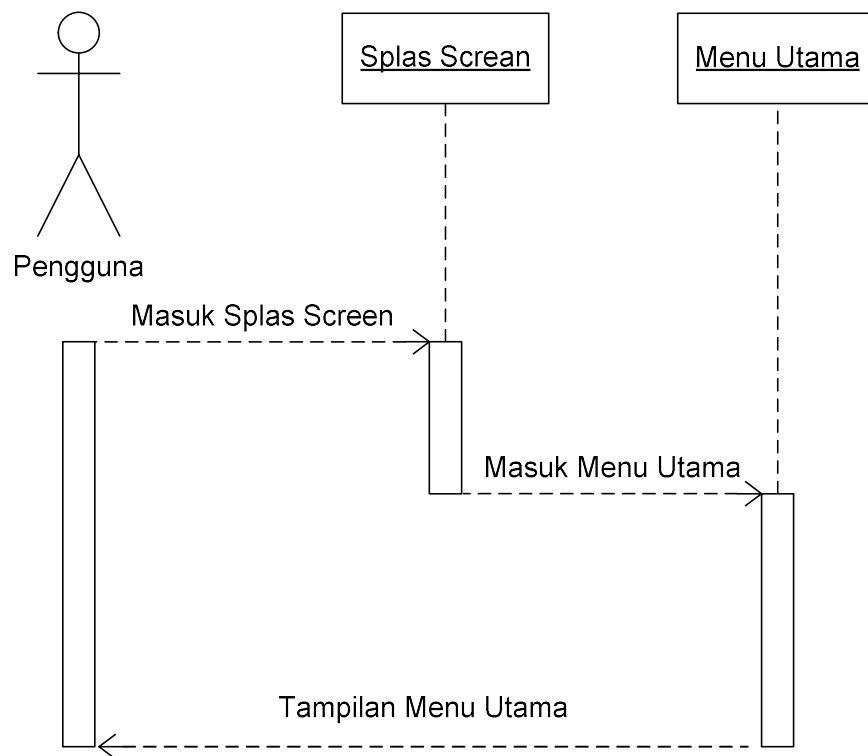 Splas Screan
Menu Utama
Pengguna
Masuk Splas Screen
Masuk Menu Utama
Tampilan Menu Utama